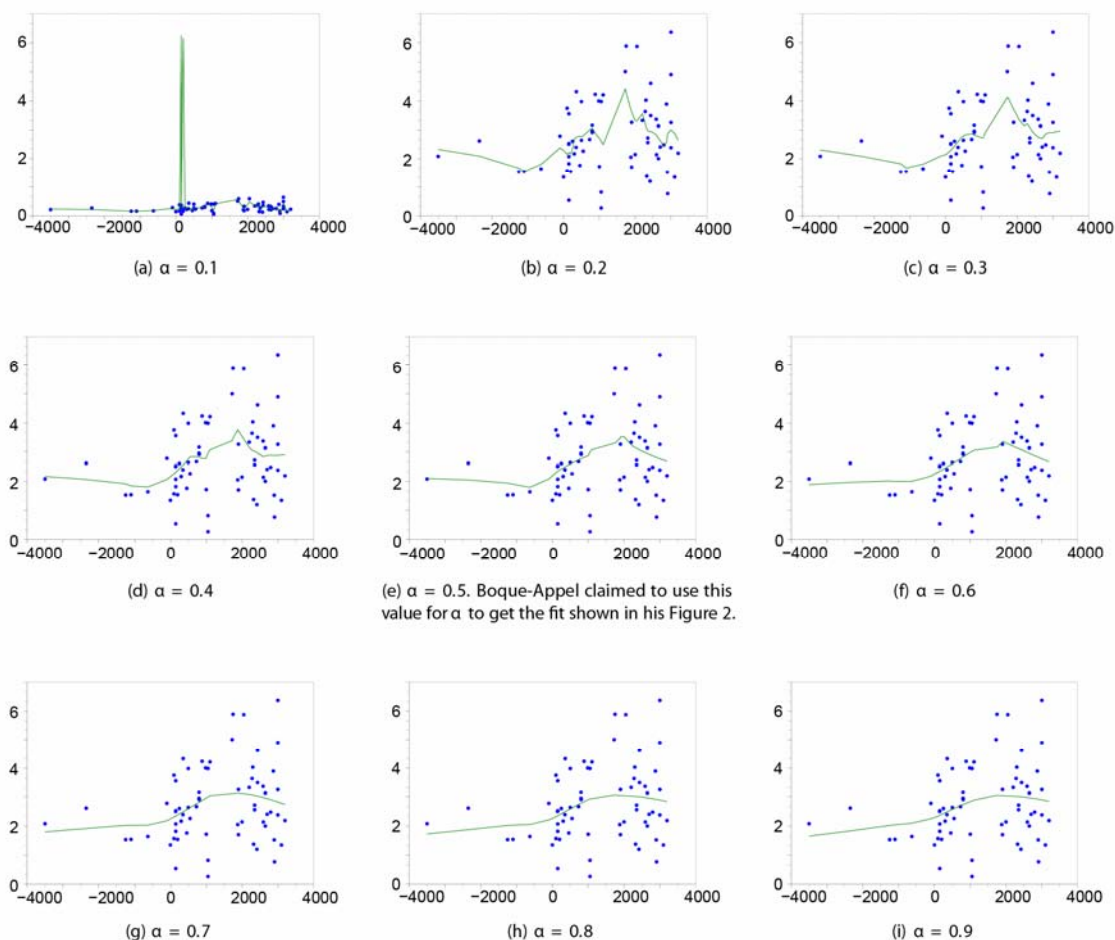 6
4
2
0
−4000 −2000 0 2000 4000
(a) α = 0.1
6
4
2
0
−4000 −2000 0 2000 4000
(b) α = 0.2
6
4
2
0
−4000 −2000 0 2000 4000
(c) α = 0.3
6
4
2
0
−4000 −2000 0 2000 4000
(d) α = 0.4
6
4
2
0
−4000 −2000 0 2000 4000
(e) α = 0.5. Boque-Appel claimed to use this
value for α to get the fit shown in his Figure 2.
6
4
2
0
−4000 −2000 0 2000 4000
(f) α = 0.6
6
4
2
0
−4000 −2000 0 2000 4000
(g) α = 0.7
6
4
2
0
−4000 −2000 0 2000 4000
(h) α = 0.8
6
4
2
0
−4000 −2000 0 2000 4000
(i) α = 0.9